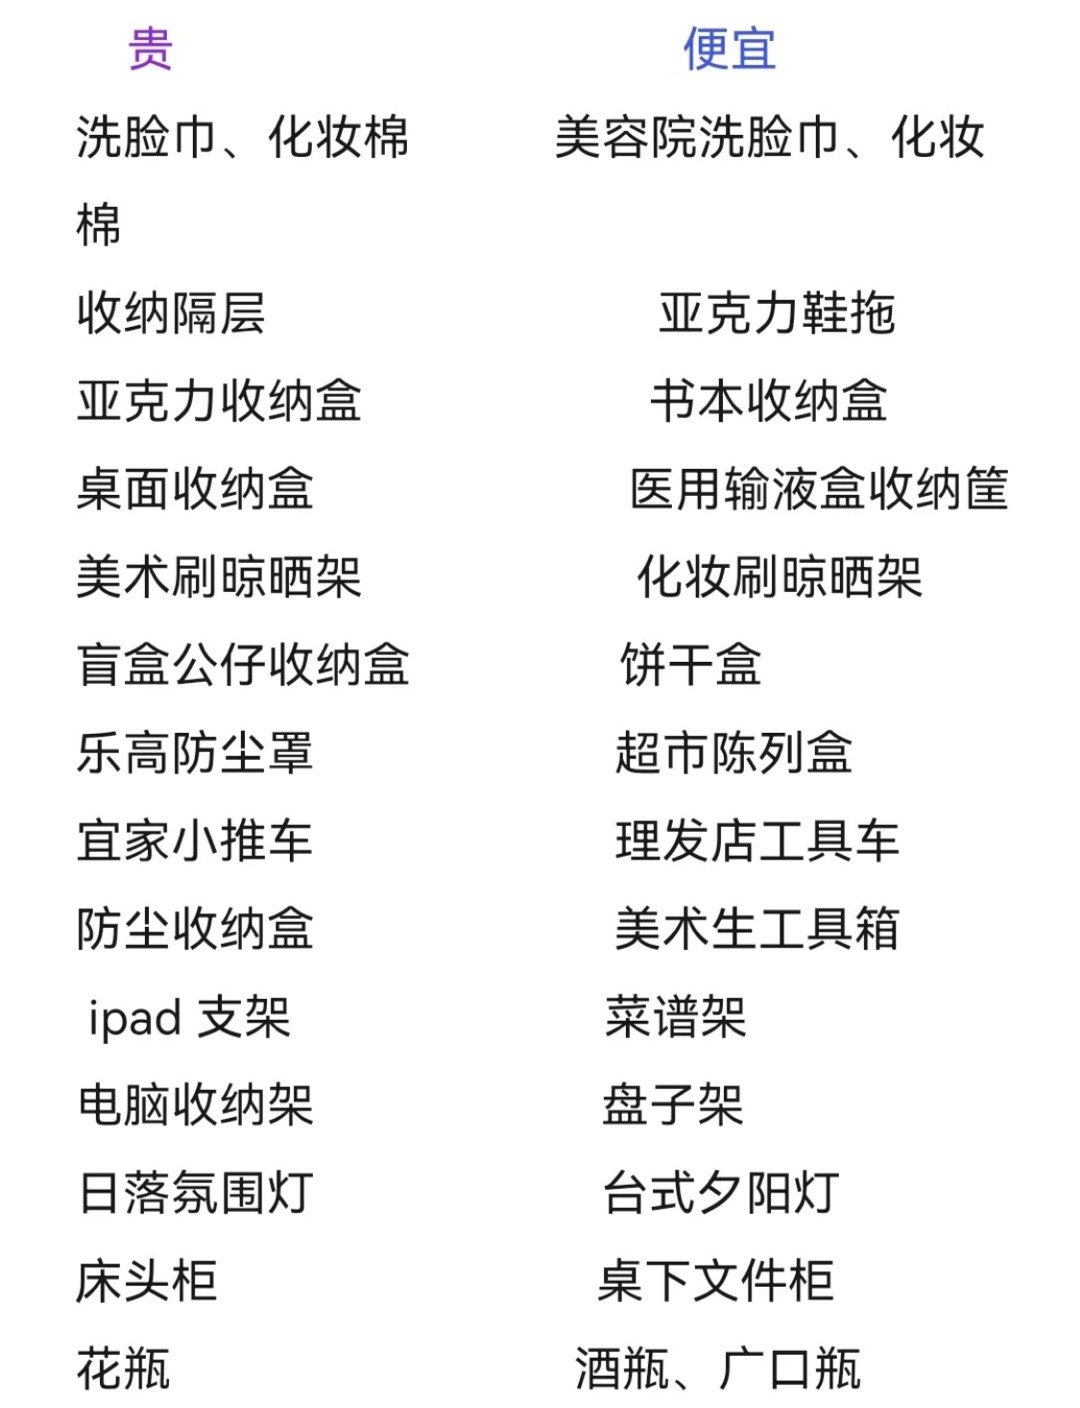 贵 便宜
洗脸巾、化妆棉 美容院洗脸巾、化妆
棉
收纳隔层 亚克力鞋拖
亚克力收纳盒 书本收纳盒
桌面收纳盒 医用输液盒收纳筐
美术刷晾晒架 化妆刷晾晒架
盲盒公仔收纳盒 饼干盒
乐高防尘罩 超市陈列盒
宜家小推车 理发店工具车
防尘收纳盒 美术生工具箱
ipad 支架 菜谱架
电脑收纳架 盘子架
日落氛围灯 台式夕阳灯
床头柜 桌下文件柜
花瓶 酒瓶、广口瓶